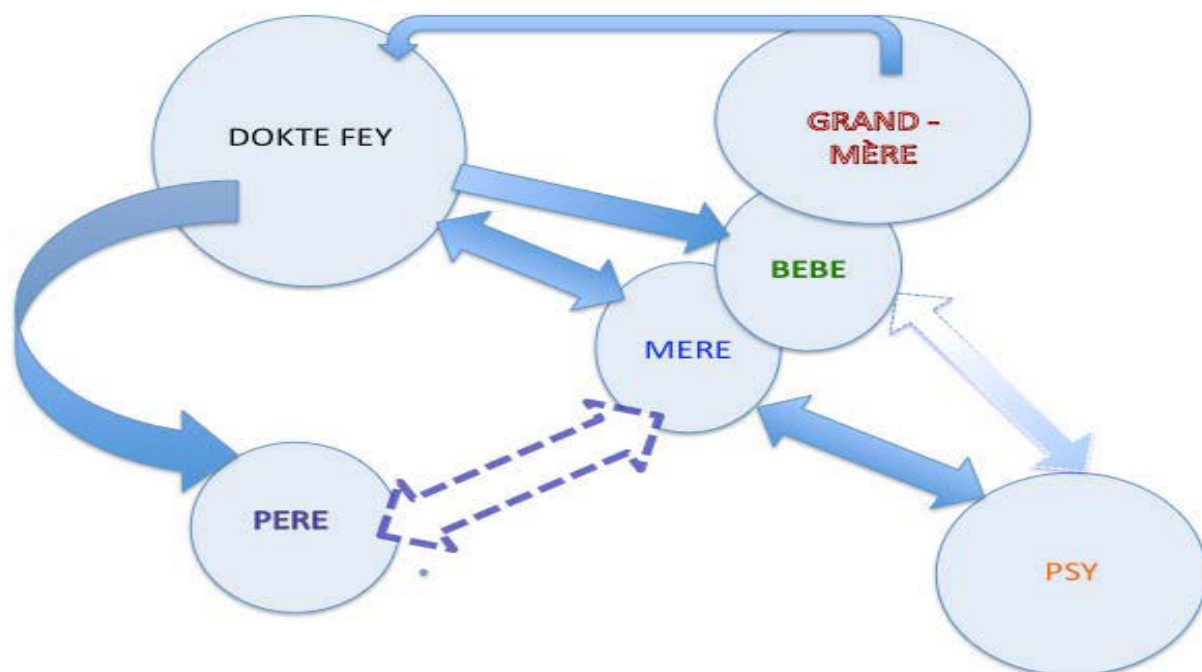 DOKTE FEY
GRAND –
MÈRE
BEBE
MERE
PERE
PSY